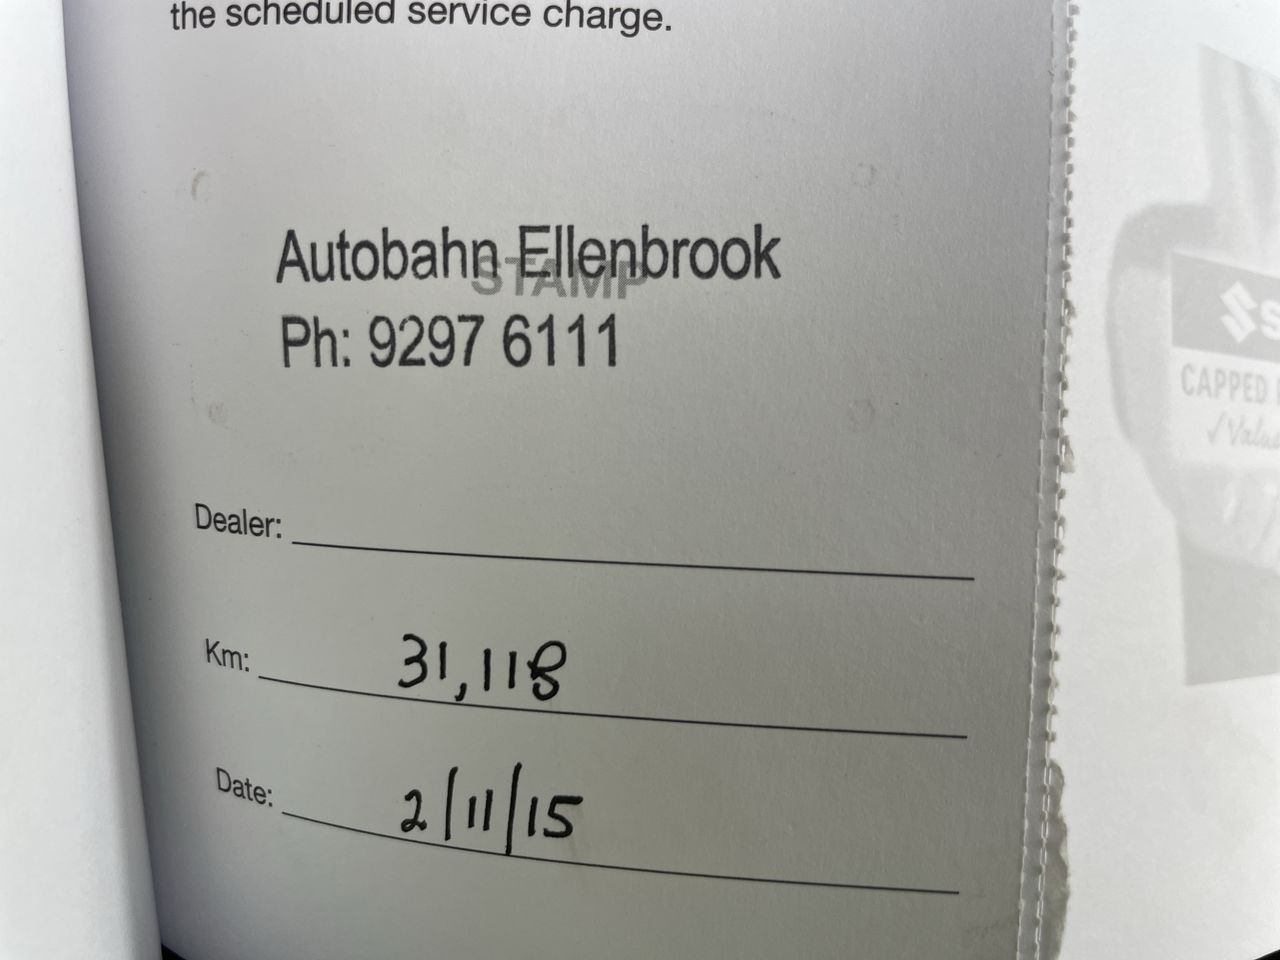 the scheduled service charge.
Autobahn Ellenbrook
STAMP
Ph: 9297 6111
Dealer:
Km: 31,118
Date: 2/11/15
CAPPED